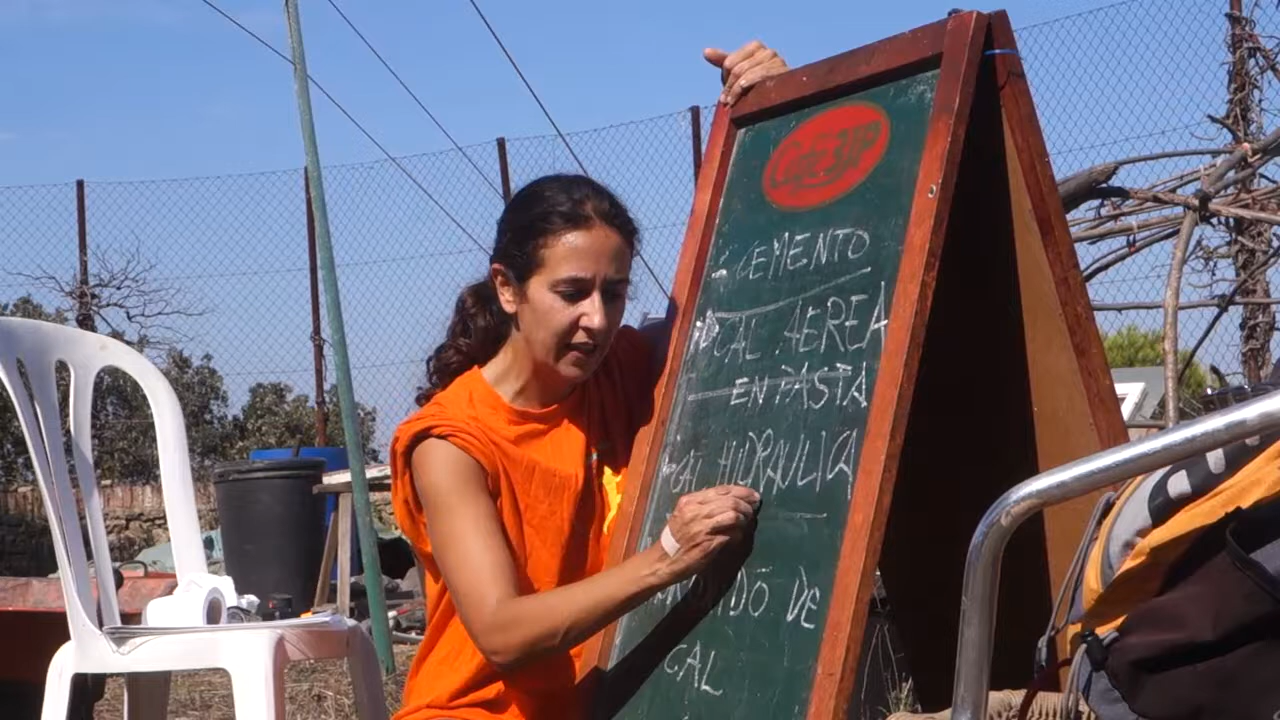 CEMENTO
CAL AEREA
EN PASTA
CAL HIDRAULICA
DE
CAL